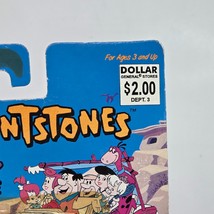 For Ages 3 and Up
DOLLAR
GENERAL STORES
$2.00
DEPT. 3
NTSTONES